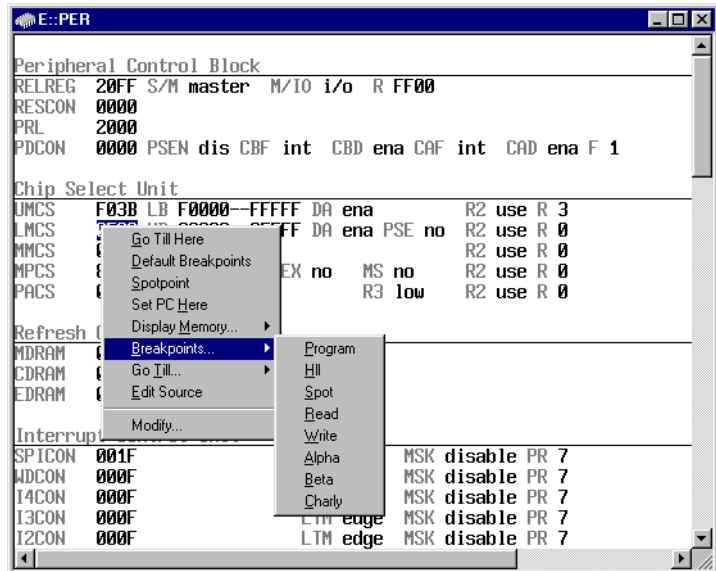 E::PER
Peripheral Control Block
RELREG 20FF S/M master M/IO i/o R FF00
RESCON 0000
PRL 2000
PDCON 0000 PSEN dis CBF int CBD ena CAF int CAD ena F 1
Chip Select Unit
UMCS F03B LB F0000--FFFFF DA ena R2 use R 3
LMCS DA ena PSE no R2 use R 0
MMCS R2 use R 0
MPCS 8 EX no MS no R2 use R 0
PACS R3 low R2 use R 0
Refresh
MDRAM
CDRAM
EDRAM
Go Till Here
Default Breakpoints
Spotpoint
Set PC Here
Display Memory...
Breakpoints...
Go Till...
Edit Source
Modify...
Program
Hll
Spot
Read
Write
Alpha
Beta
Charly
Interrupt
SPICON 001F MSK disable PR 7
WDCON 000F MSK disable PR 7
I4CON 000F MSK disable PR 7
I3CON 000F LTM edge MSK disable PR 7
I2CON 000F LTM edge MSK disable PR 7